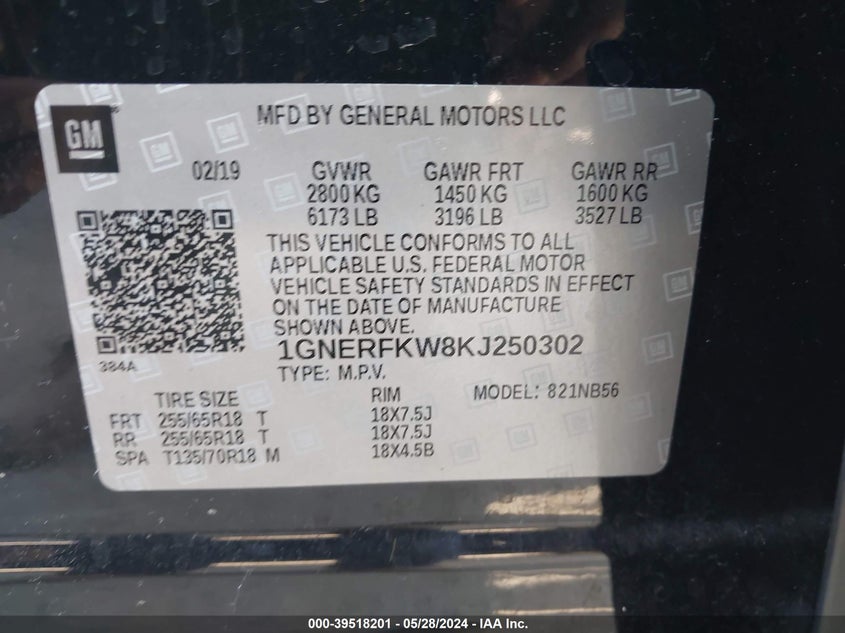 GM
MFD BY GENERAL MOTORS LLC
02/19 GVWR GAWR FRT GAWR RR
2800 KG 1450 KG 1600 KG
6173 LB 3196 LB 3527 LB
THIS VEHICLE CONFORMS TO ALL
APPLICABLE U.S. FEDERAL MOTOR
VEHICLE SAFETY STANDARDS IN EFFECT
ON THE DATE OF MANUFACTURE
SHOWN ABOVE.
384A
1GNERFKW8KJ250302
TYPE: M.P.V. MODEL: 821NB56
TIRE SIZE RIM
FRT 255/65R18 T 18X7.5J
RR 255/65R18 T 18X7.5J
SPA T135/70R18 M 18X4.5B
000-39518201 - 05/28/2024 - IAA Inc.